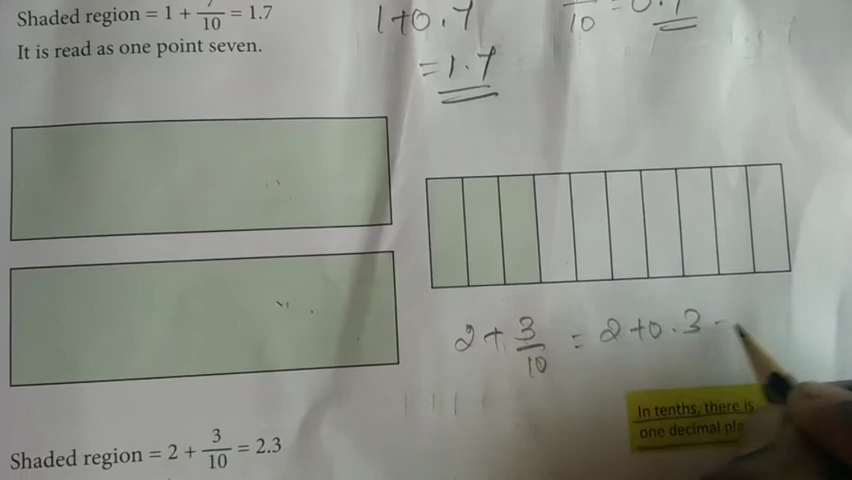 Shaded region = 1 + 7/10 = 1.7
It is read as one point seven.
1+0.7
= 1.7
2 + 3/10 = 2+0.3 -
In tenths, there is
one decimal
Shaded region = 2 + 3/10 = 2.3